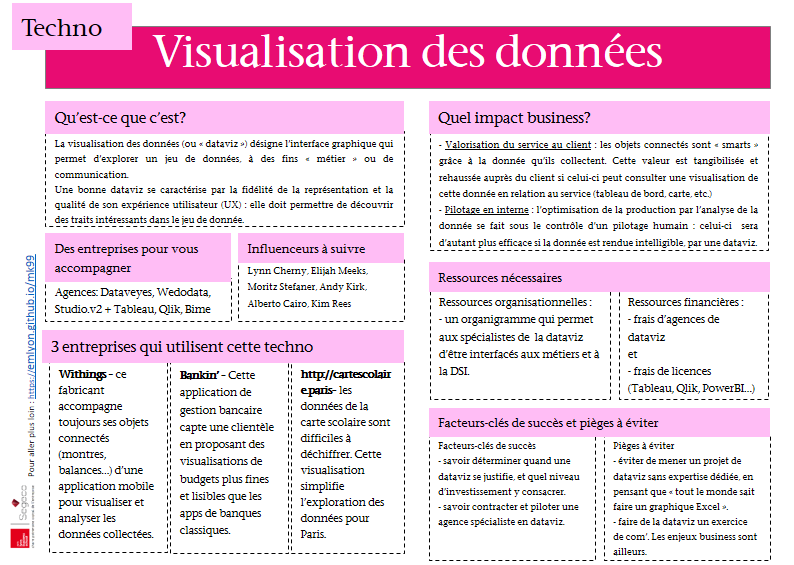 Techno
Visualisation des données
Qu'est-ce que c'est?
La visualisation des données (ou « dataviz ») désigne l'interface graphique qui
permet d'explorer un jeu de données, à des fins « métier » ou de
communication.
Une bonne dataviz se caractérise par la fidélité de la représentation et la
qualité de son expérience utilisateur (UX) : elle doit permettre de découvrir
des traits intéressants dans le jeu de donnée.
Des entreprises pour vous
accompagner
Agences: Dataveyes, Wedodata,
Studio.v2 + Tableau, Qlik, Bime
Influenceurs à suivre
Lynn Cherny, Elijah Meeks,
Moritz Stefaner, Andy Kirk,
Alberto Cairo, Kim Rees
3 entreprises qui utilisent cette techno
Withings – ce
fabricant
accompagne
toujours ses objets
connectés
(montres,
balances...) d'une
application mobile
pour visualiser et
analyser les
données collectées.
Bankin' – Cette
application de
gestion bancaire
capte une clientèle
en proposant des
visualisations de
budgets plus fines
et lisibles que les
apps de banques
classiques.
http://cartescolair
e.paris– les
données de la
carte scolaire sont
difficiles à
déchiffrer. Cette
visualisation
simplifie
l'exploration des
données pour
Paris.
Quel impact business?
- Valorisation du service au client : les objets connectés sont « smarts »
grâce à la donnée qu'ils collectent. Cette valeur est tangibilisée et
rehaussée auprès du client si celui-ci peut consulter une visualisation de
cette donnée en relation au service (tableau de bord, carte, etc.)
- Pilotage en interne : l'optimisation de la production par l'analyse de la
donnée se fait sous le contrôle d'un pilotage humain : celui-ci sera
d'autant plus efficace si la donnée est rendue intelligible, par une dataviz.
Ressources nécessaires
Ressources organisationnelles :
- un organigramme qui permet
aux spécialistes de la dataviz
d'être interfacés aux métiers et à
la DSI.
Ressources financières :
- frais d'agences de
dataviz
et
- frais de licences
(Tableau, Qlik, PowerBI...)
Facteurs-clés de succès et pièges à éviter
Facteurs-clés de succès
- savoir déterminer quand une
dataviz se justifie, et quel niveau
d'investissement y consacrer.
- savoir contracter et piloter une
agence spécialiste en dataviz.
Pièges à éviter
- éviter de mener un projet de
dataviz sans expertise dédiée, en
pensant que « tout le monde sait
faire un graphique Excel ».
- faire de la dataviz un exercice
de com'. Les enjeux business sont
ailleurs.
Pour aller plus loin : https://emlyon.github.io/mk99
Segeco